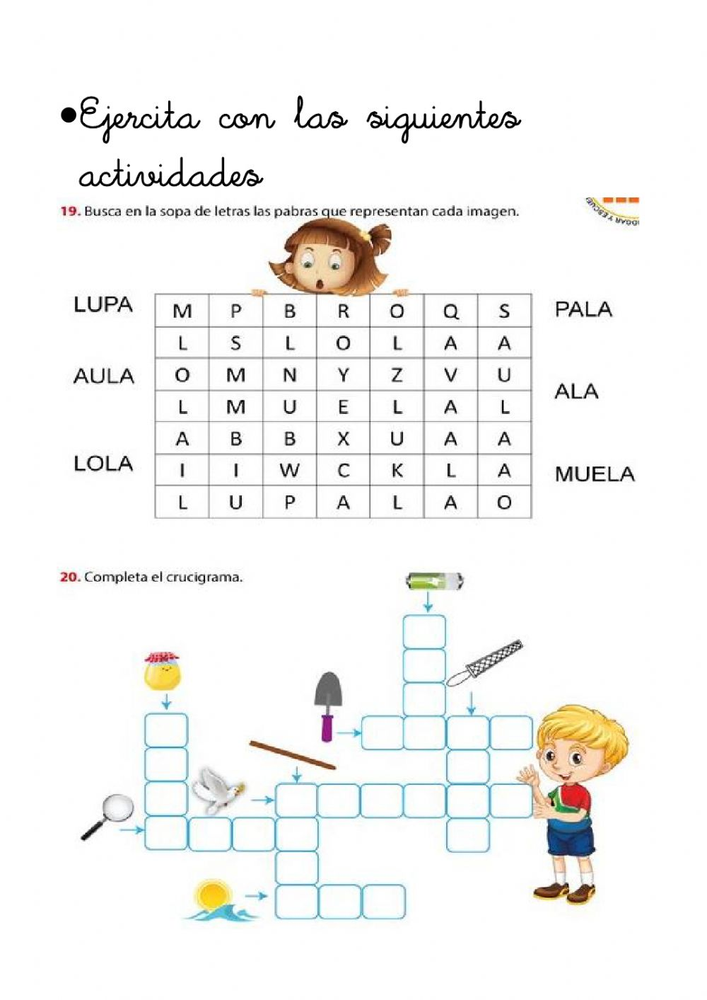 •Ejercita con las siguientes
actividades
19. Busca en la sopa de letras las pabras que representan cada imagen.
LUPA
AULA
LOLA
M P B R O Q S
L S L O L A A
O M N Y Z V U
L M U E L A L
A B B X U A A
I I W C K L A
L U P A L A O
PALA
ALA
MUELA
20. Completa el crucigrama.